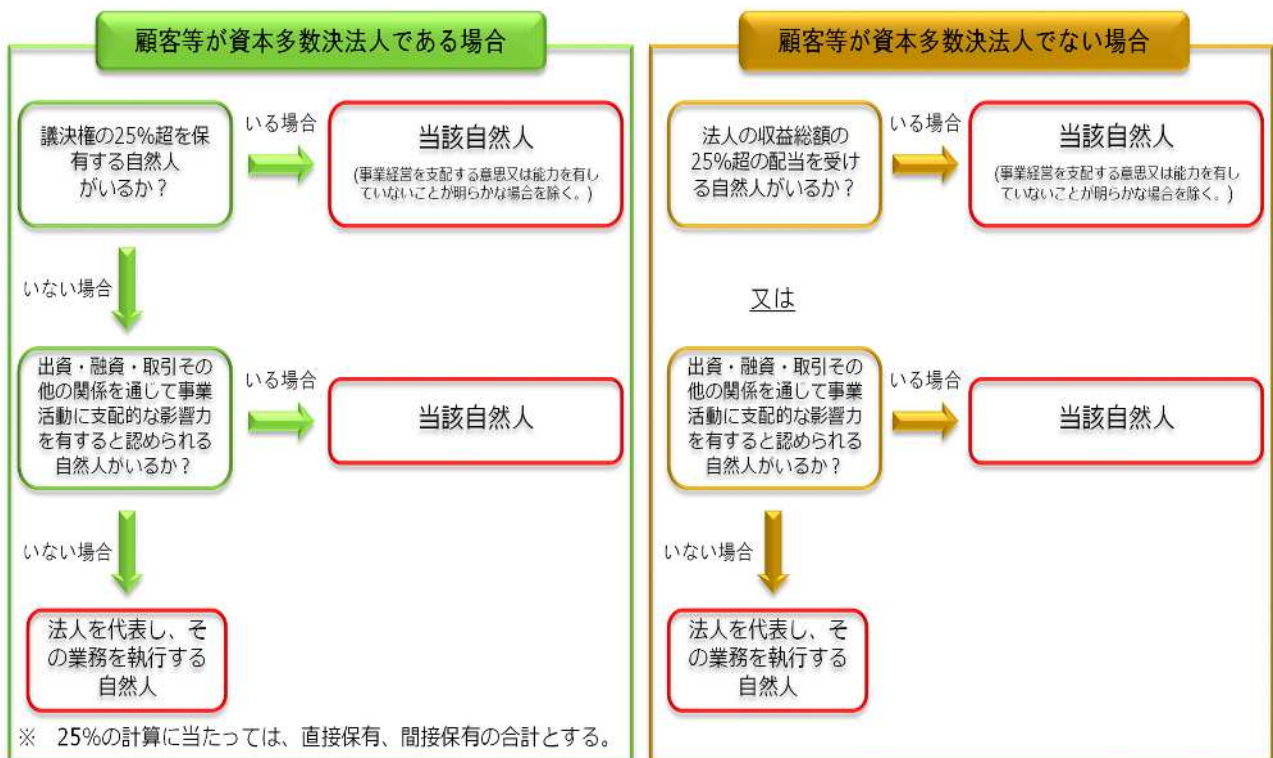 顧客等が資本多数決法人である場合
議決権の25%超を保
有する自然人
がいるか？
いる場合
当該自然人
(事業経営を支配する意思又は能力を有し
ていないことが明らかな場合を除く。)
いない場合
出資・融資・取引その
他の関係を通じて事業
活動に支配的な影響力
を有すると認められる
自然人がいるか？
いる場合
当該自然人
いない場合
法人を代表し、そ
の業務を執行する
自然人
※　25%の計算に当たっては、直接保有、間接保有の合計とする。
顧客等が資本多数決法人でない場合
法人の収益総額の
25%超の配当を受け
る自然人がいるか？
いる場合
当該自然人
(事業経営を支配する意思又は能力を有し
ていないことが明らかな場合を除く。)
又は
出資・融資・取引その
他の関係を通じて事業
活動に支配的な影響力
を有すると認められる
自然人がいるか？
いる場合
当該自然人
いない場合
法人を代表し、そ
の業務を執行する
自然人